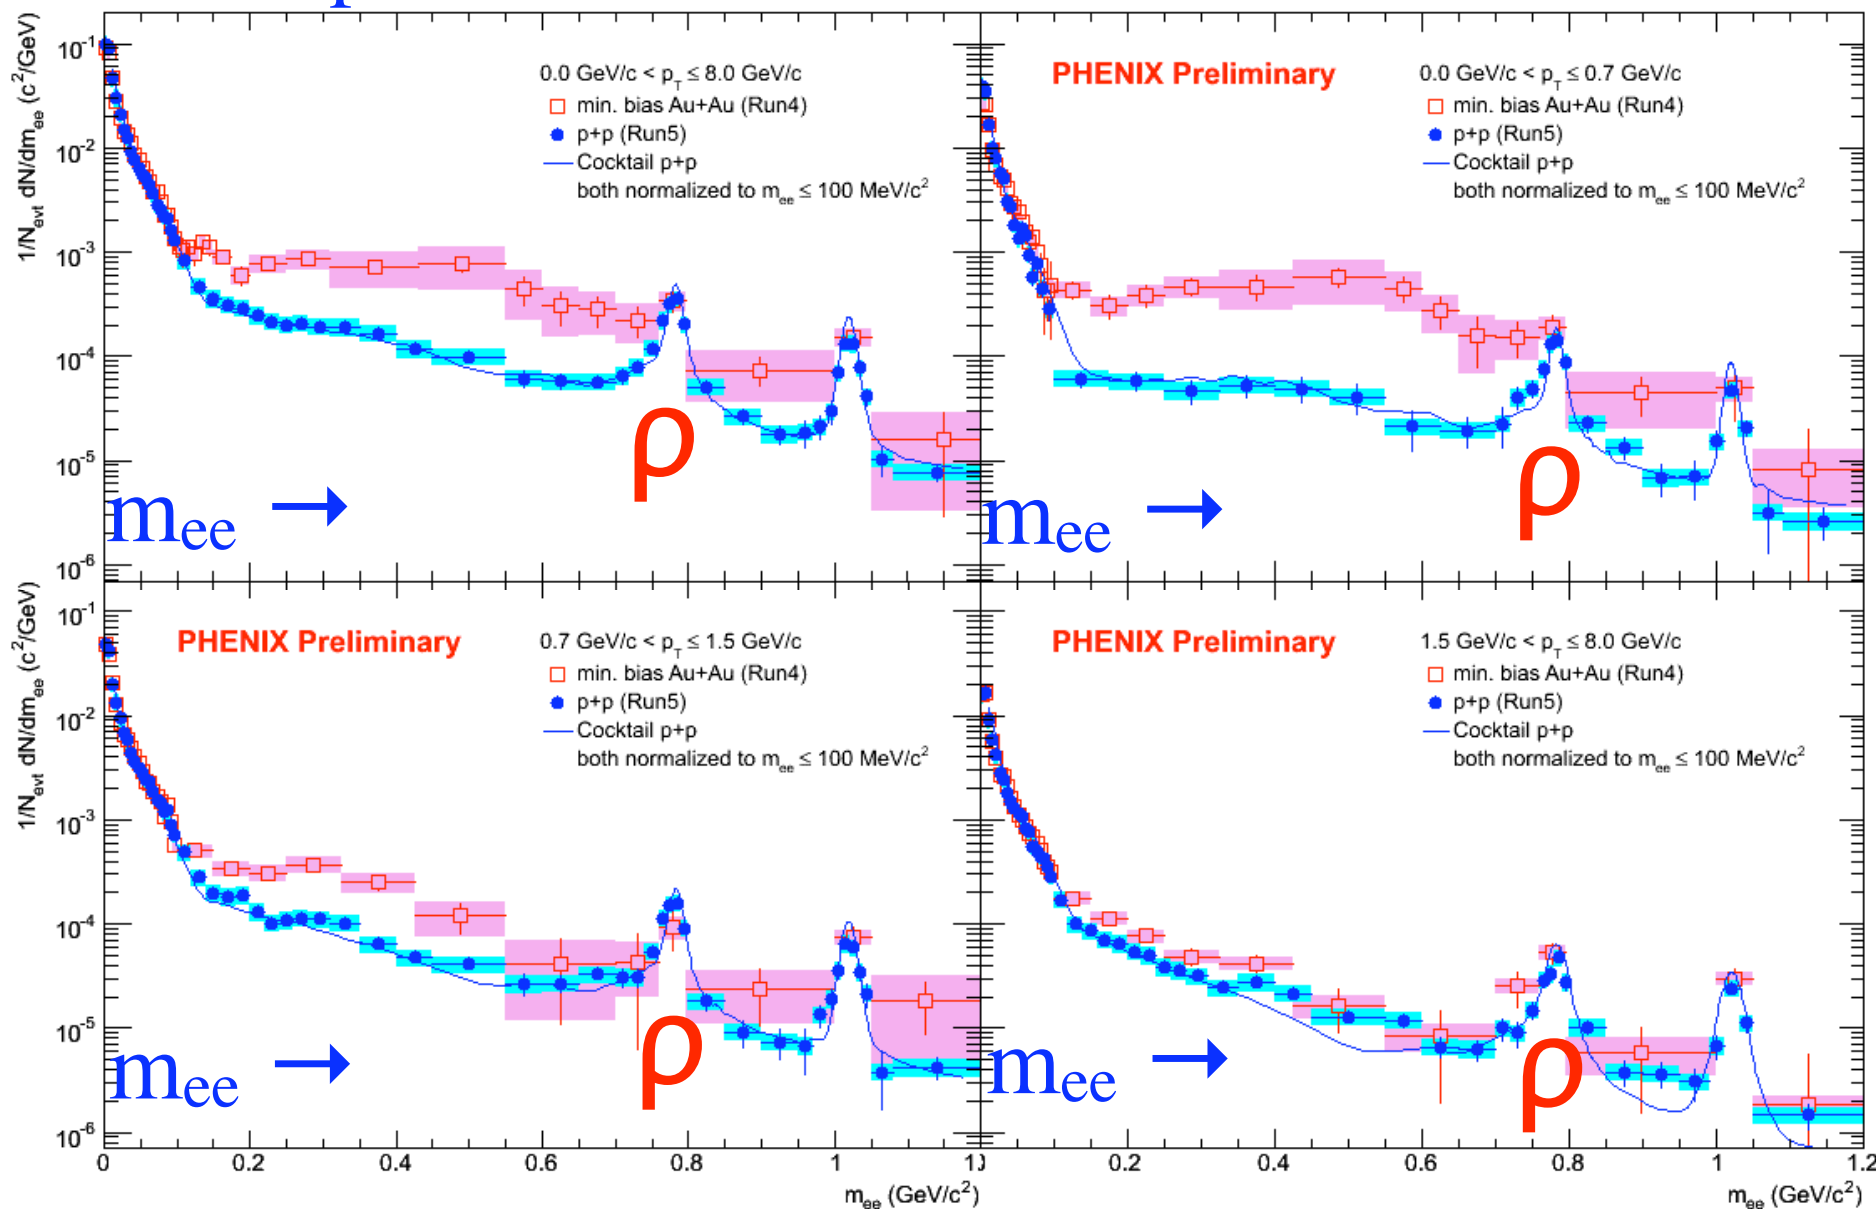 p
10⁻¹
10⁻²
10⁻³
10⁻⁴
10⁻⁵
10⁻⁶
1/N_evt dN/dm_ee (c²/GeV)
0.0 GeV/c < p_T ≤ 8.0 GeV/c
min. bias Au+Au (Run4)
p+p (Run5)
Cocktail p+p
both normalized to m_ee ≤ 100 MeV/c²
ρ
m_ee →
PHENIX Preliminary
0.0 GeV/c < p_T ≤ 0.7 GeV/c
min. bias Au+Au (Run4)
p+p (Run5)
Cocktail p+p
both normalized to m_ee ≤ 100 MeV/c²
ρ
m_ee →
10⁻¹
10⁻²
10⁻³
10⁻⁴
10⁻⁵
10⁻⁶
1/N_evt dN/dm_ee (c²/GeV)
PHENIX Preliminary
0.7 GeV/c < p_T ≤ 1.5 GeV/c
min. bias Au+Au (Run4)
p+p (Run5)
Cocktail p+p
both normalized to m_ee ≤ 100 MeV/c²
ρ
m_ee →
0 0.2 0.4 0.6 0.8 1
m_ee (GeV/c²)
PHENIX Preliminary
1.5 GeV/c < p_T ≤ 8.0 GeV/c
min. bias Au+Au (Run4)
p+p (Run5)
Cocktail p+p
both normalized to m_ee ≤ 100 MeV/c²
ρ
m_ee →
0.2 0.4 0.6 0.8 1 1.2
m_ee (GeV/c²)